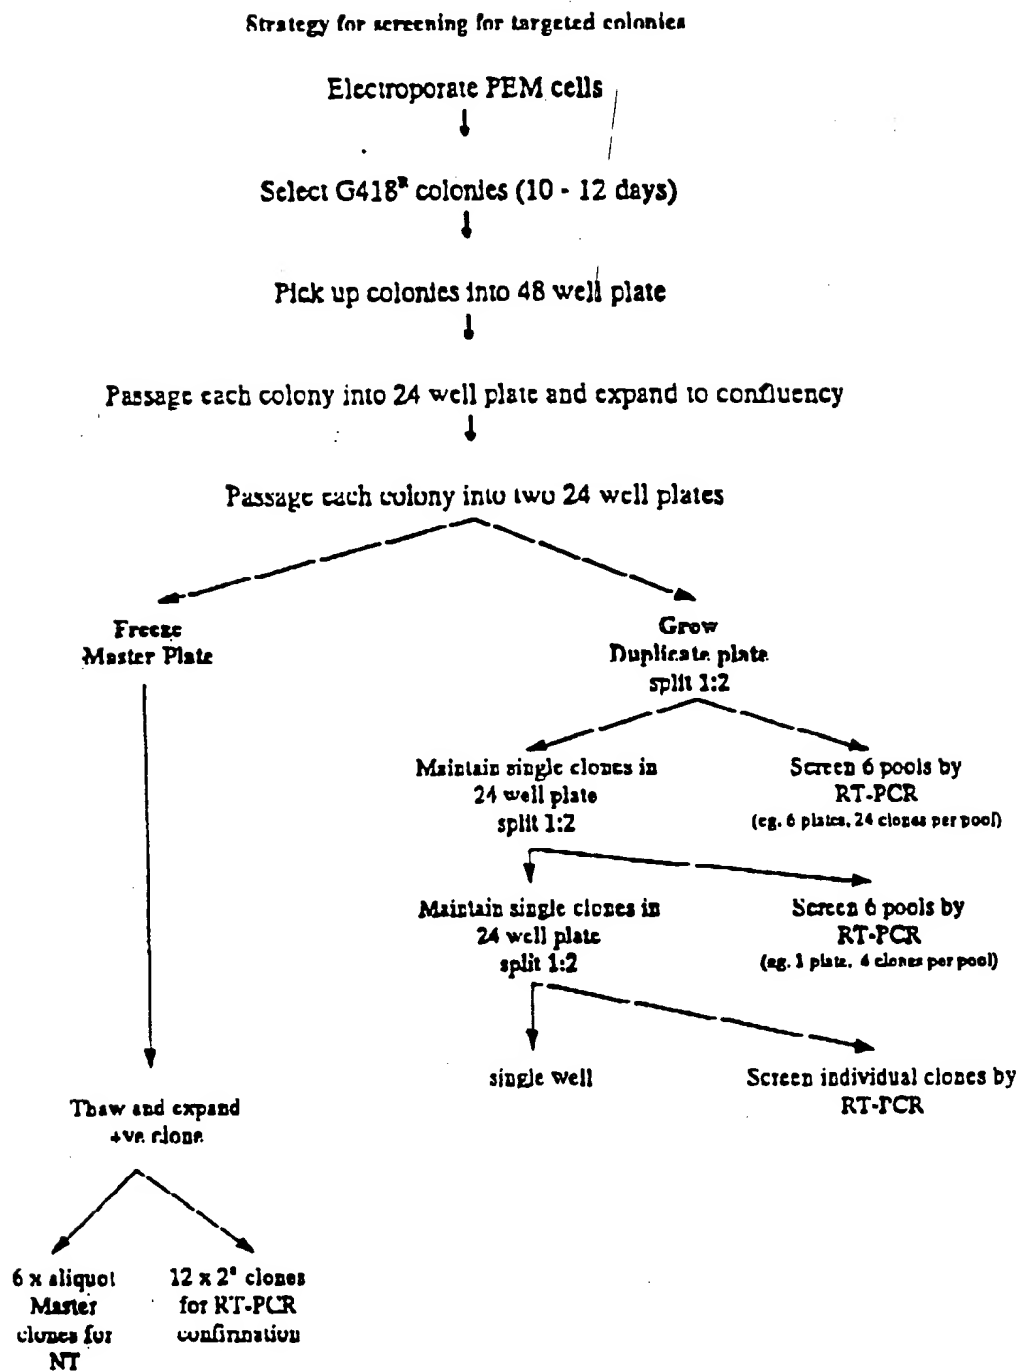 Strategy for screening for targeted colonies
Electroporate PEM cells
Select G418ᴿ colonies (10 - 12 days)
Pick up colonies into 48 well plate
Passage each colony into 24 well plate and expand to confluency
Passage each colony into two 24 well plates
Freeze
Master Plate
Grow
Duplicate plate
split 1:2
Maintain single clones in
24 well plate
split 1:2
Screen 6 pools by
RT-PCR
(eg. 6 plates, 24 clones per pool)
Maintain single clones in
24 well plate
split 1:2
Screen 6 pools by
RT-PCR
(eg. 1 plate, 4 clones per pool)
single well
Screen individual clones by
RT-PCR
Thaw and expand
+ve clone
6 x aliquot
Master
clones for
NT
12 x 2° clones
for RT-PCR
confirmation